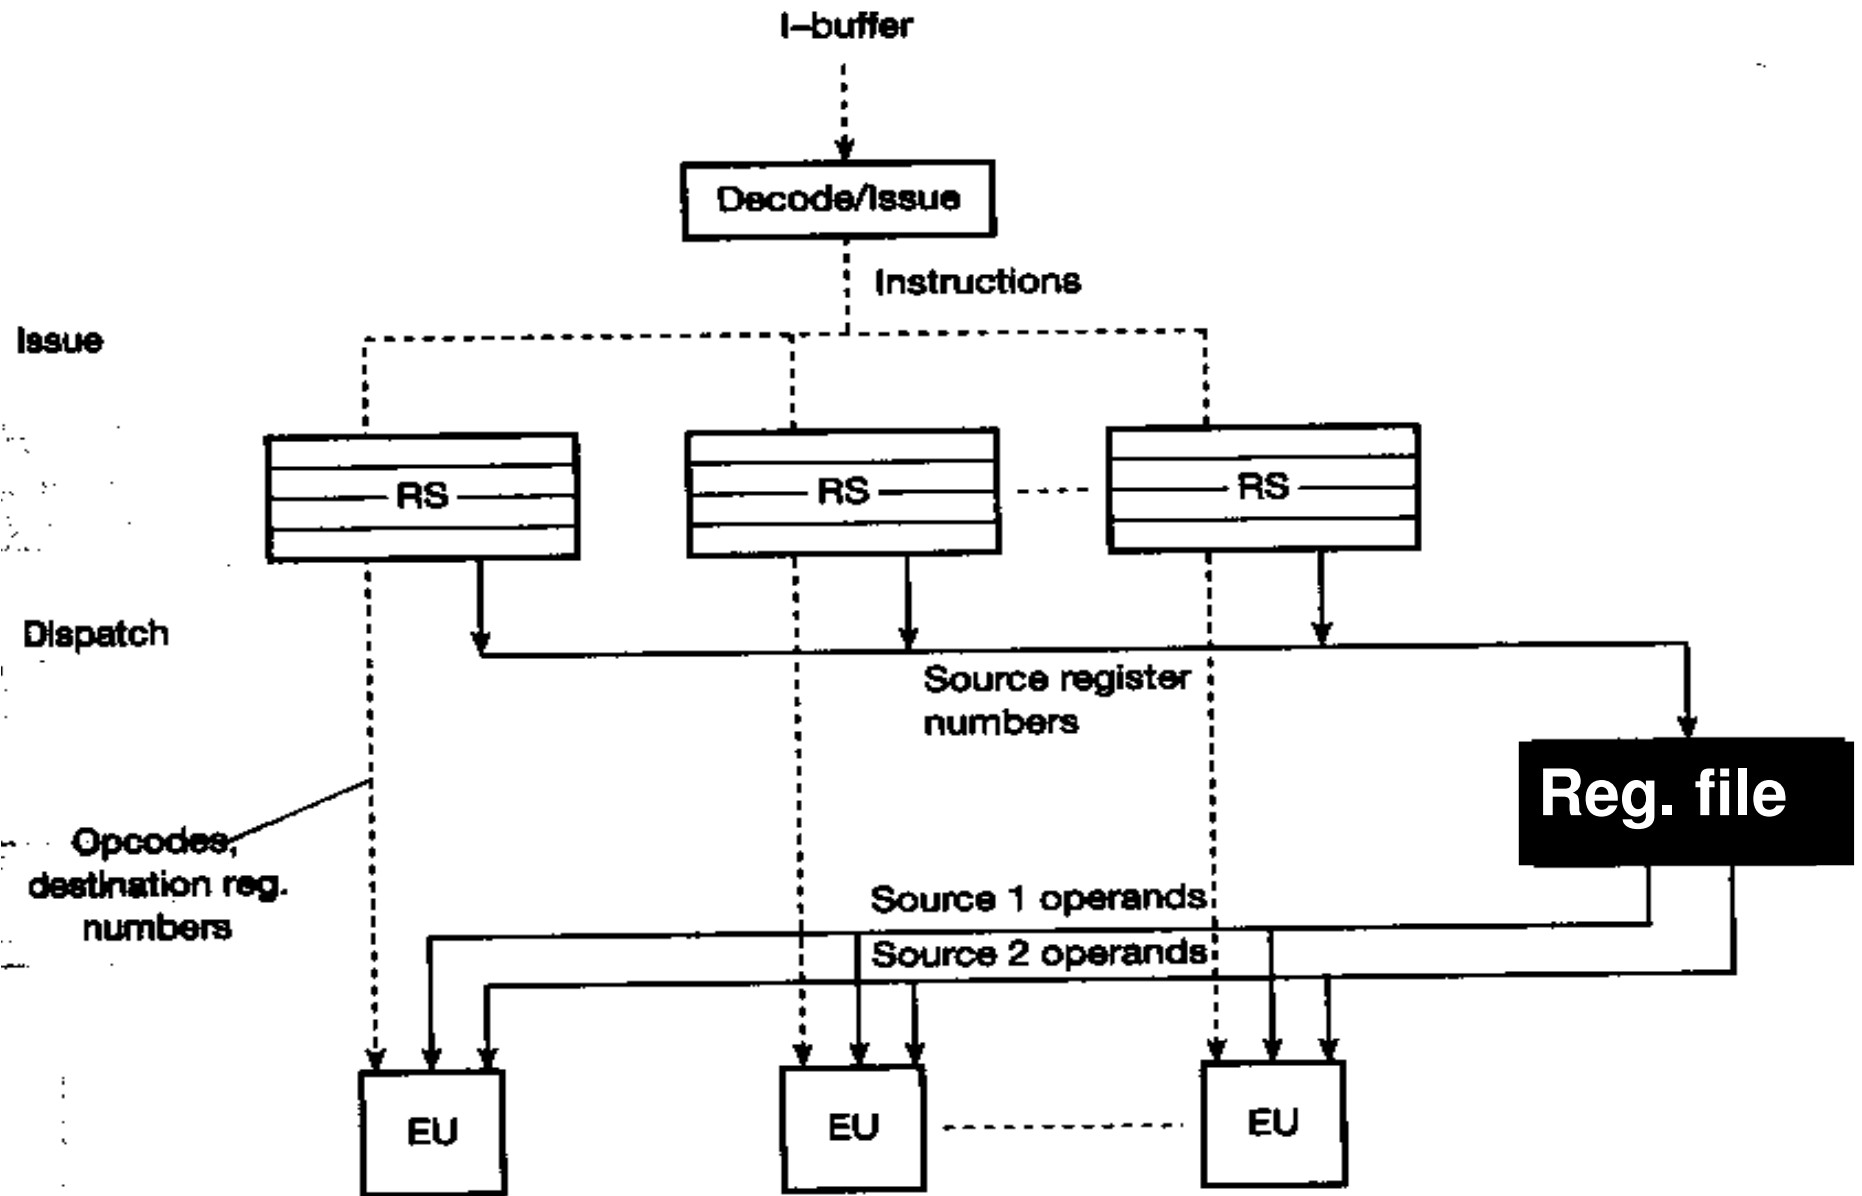 I-buffer
Decode/Issue
Instructions
Issue
RS
RS
RS
Dispatch
Source register
numbers
Reg. file
Opcodes,
destination reg.
numbers
Source 1 operands
Source 2 operands
EU
EU
EU